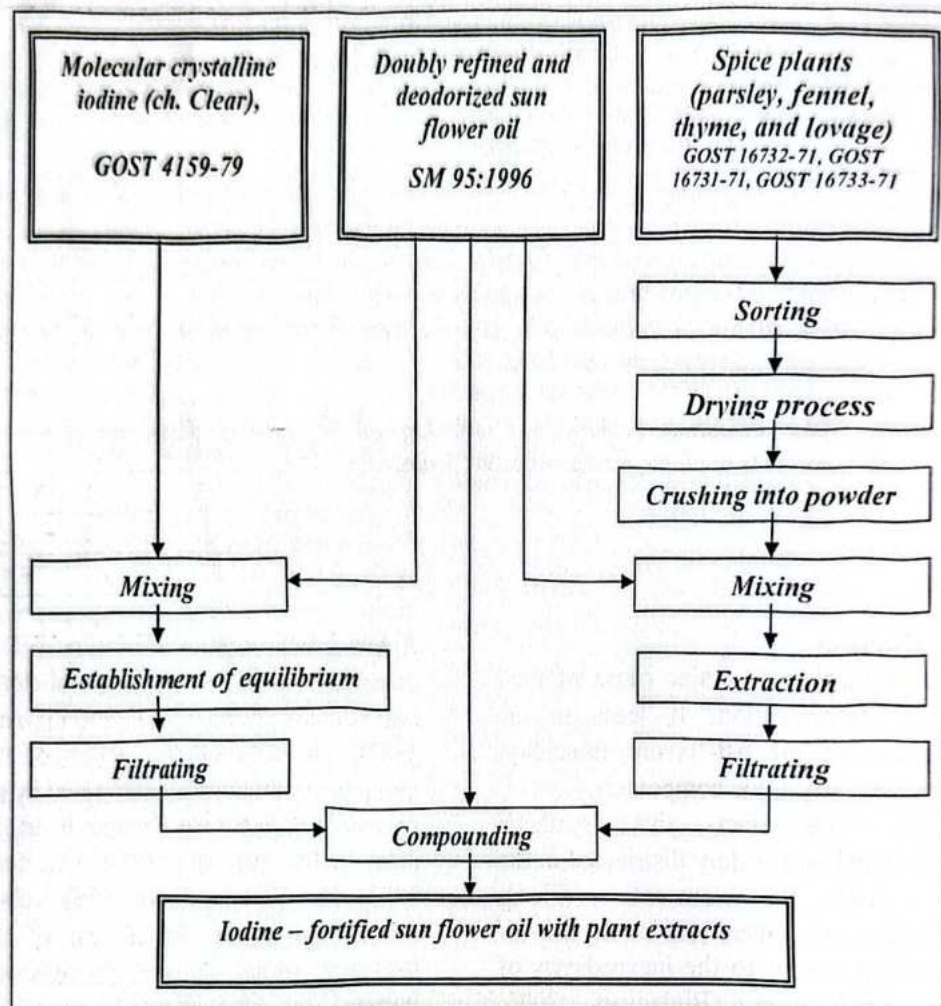 Molecular crystalline
iodine (ch. Clear),
GOST 4159-79
Doubly refined and
deodorized sun
flower oil
SM 95:1996
Spice plants
(parsley, fennel,
thyme, and lovage)
GOST 16732-71, GOST
16731-71, GOST 16733-71
Sorting
Drying process
Crushing into powder
Mixing
Mixing
Establishment of equilibrium
Extraction
Filtrating
Filtrating
Compounding
Iodine – fortified sun flower oil with plant extracts